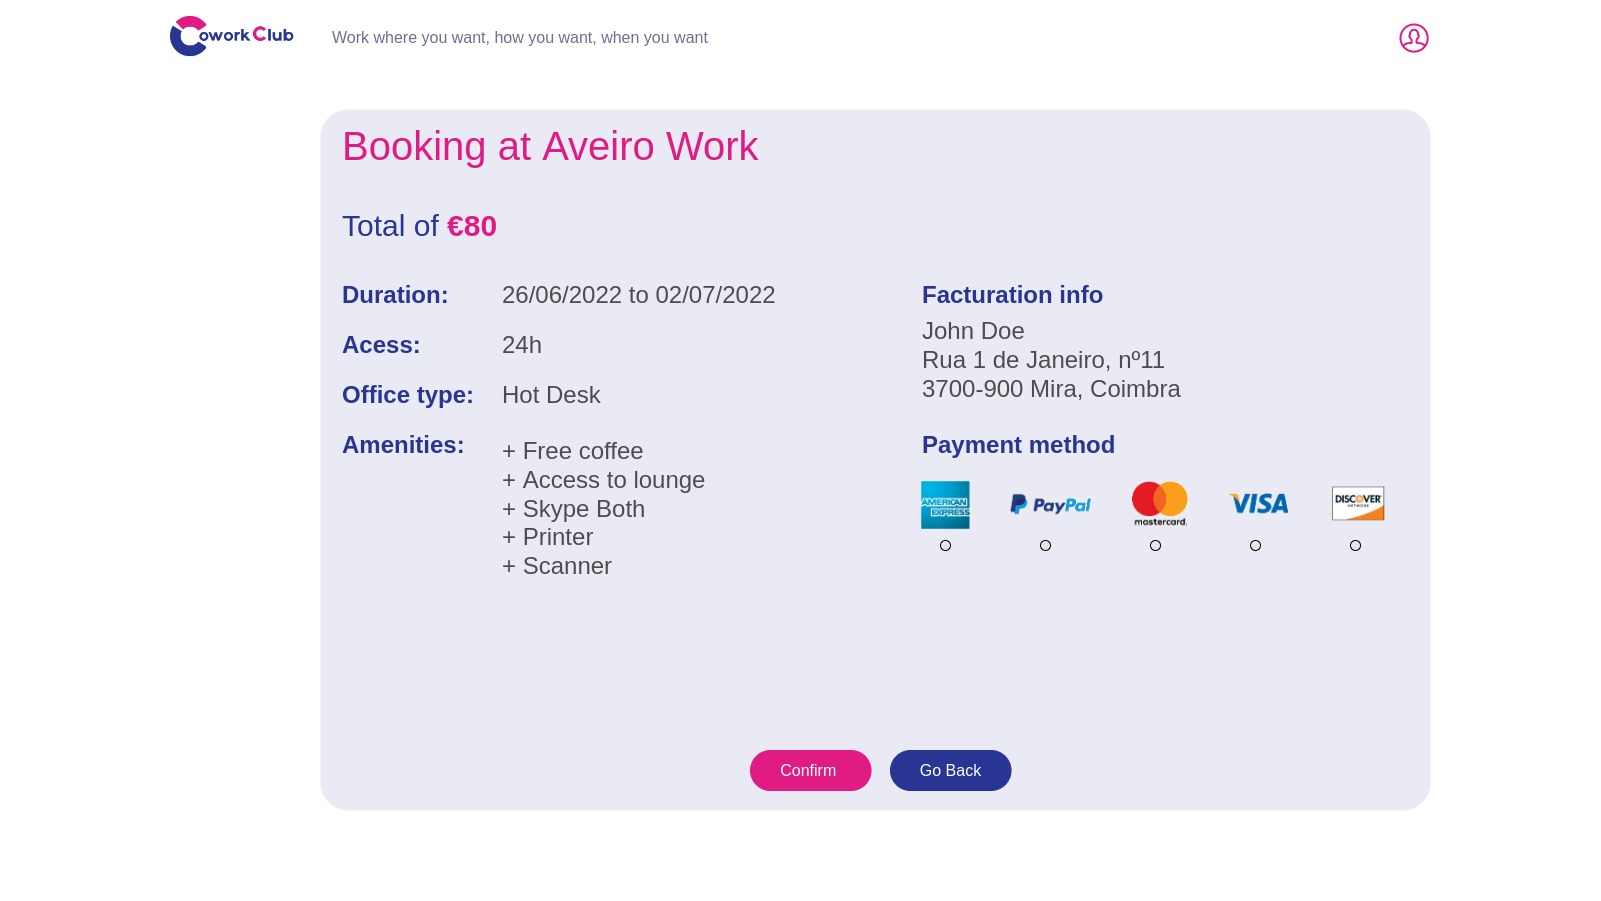 Cowork Club
Work where you want, how you want, when you want
Booking at Aveiro Work
Total of €80
Duration: 26/06/2022 to 02/07/2022
Acess: 24h
Office type: Hot Desk
Amenities:
+ Free coffee
+ Access to lounge
+ Skype Both
+ Printer
+ Scanner
Facturation info
John Doe
Rua 1 de Janeiro, nº11
3700-900 Mira, Coimbra
Payment method
AMERICAN
EXPRESS
PayPal
mastercard.
VISA
DISCOVER
NETWORK
Confirm
Go Back